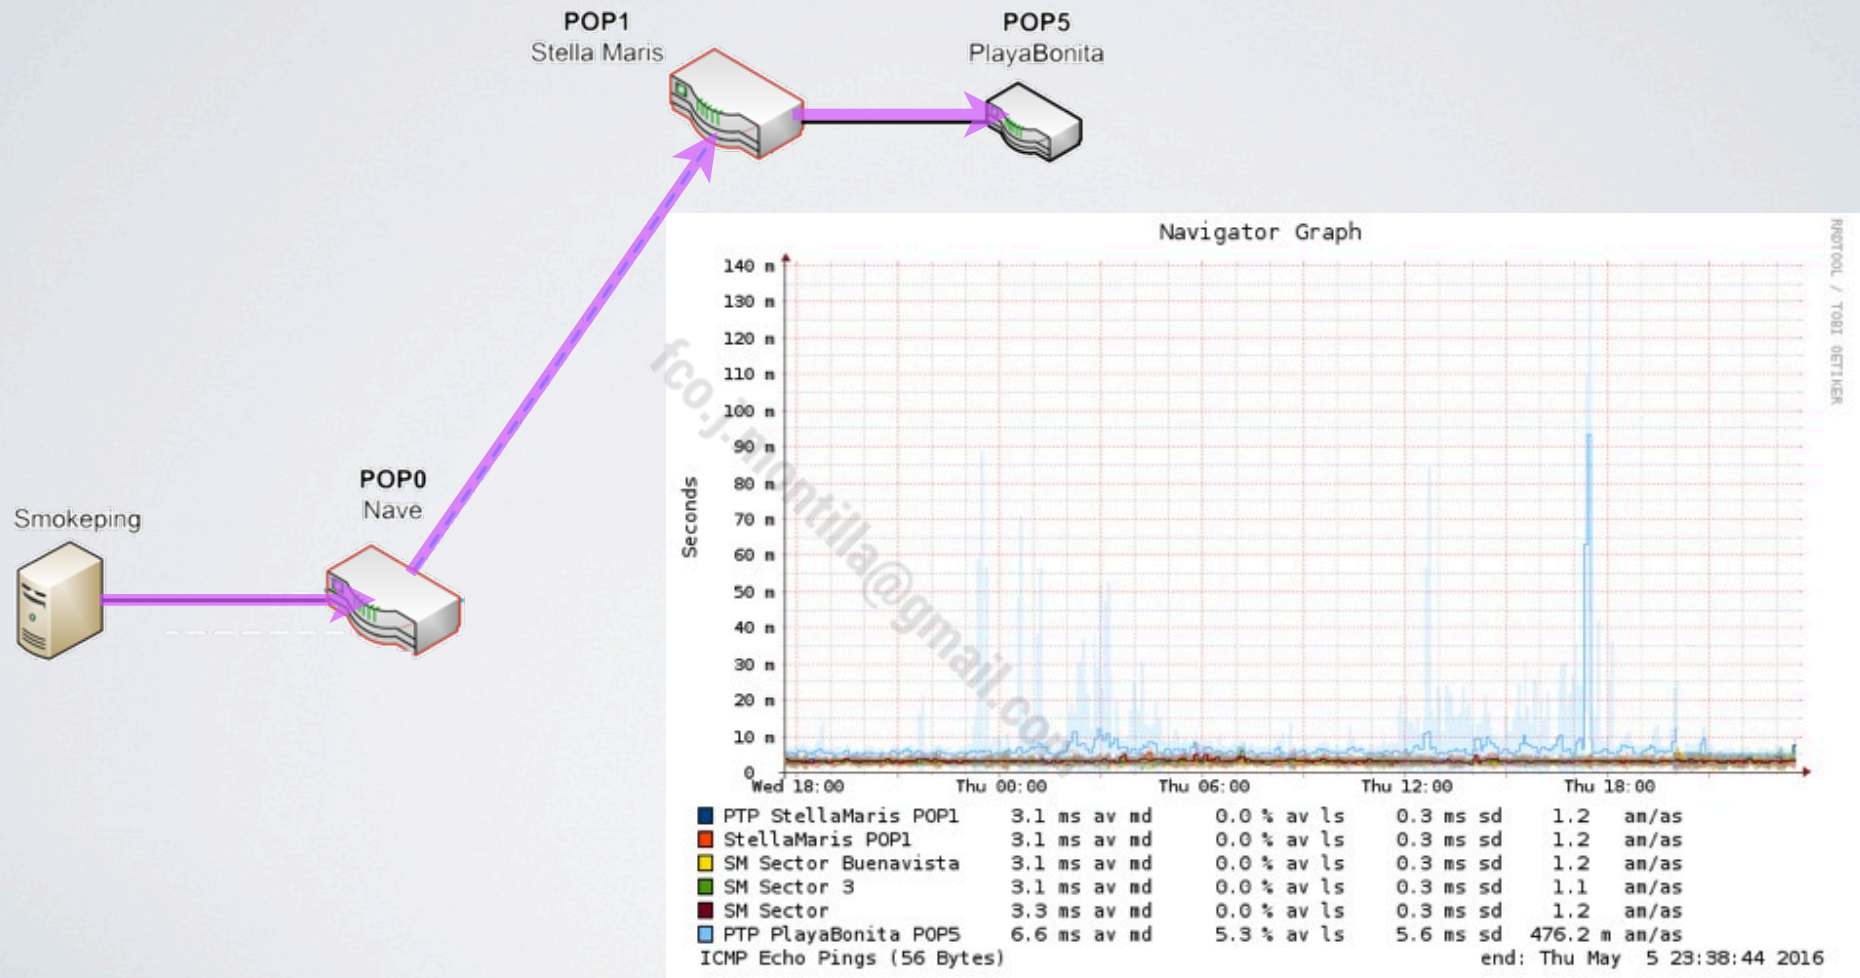 POP1
Stella Maris
POP5
PlayaBonita
POP0
Nave
Smokeping
Navigator Graph
RRDTOOL / TOBI OETIKER
Seconds
140 m
130 m
120 m
110 m
100 m
90 m
80 m
70 m
60 m
50 m
40 m
30 m
20 m
10 m
0
Wed 18:00 Thu 00:00 Thu 06:00 Thu 12:00 Thu 18:00
fco.j.montilla@gmail.com
PTP StellaMaris POP1 3.1 ms av md 0.0 % av ls 0.3 ms sd 1.2 am/as
StellaMaris POP1 3.1 ms av md 0.0 % av ls 0.3 ms sd 1.2 am/as
SM Sector Buenavista 3.1 ms av md 0.0 % av ls 0.3 ms sd 1.2 am/as
SM Sector 3 3.1 ms av md 0.0 % av ls 0.3 ms sd 1.1 am/as
SM Sector 3.3 ms av md 0.0 % av ls 0.3 ms sd 1.2 am/as
PTP PlayaBonita POP5 6.6 ms av md 5.3 % av ls 5.6 ms sd 476.2 m am/as
ICMP Echo Pings (56 Bytes) end: Thu May 5 23:38:44 2016